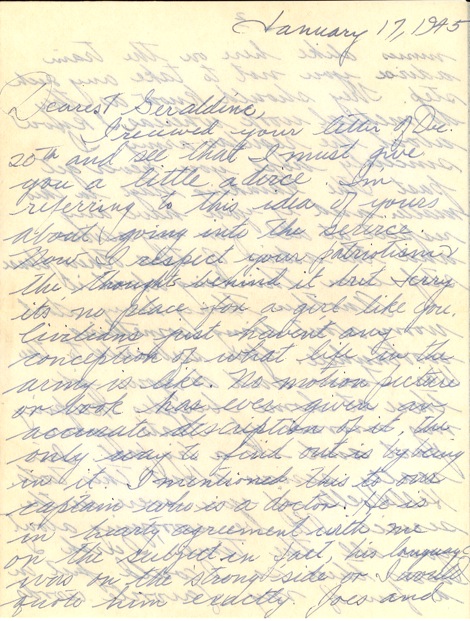 January 17, 1945
Dearest Geraldine,
I received your letter of Dec.
20th and see that I must give
you a little advice. I'm
referring to this idea of yours
about going into the service.
Now I respect your patriotism &
the thoughts behind it but Jerry
its no place for a girl like you.
Civilians just havent any
conception of what life in the
army is like. No motion picture
or book has ever given an
accurate description of it, the
only way to find out is by being
in it. I mentioned this to our
captain who is a doctor. He is
in hearty agreement with me
on the subject in fact, his language
was on the strong side or I would
quote him exactly. Joes and